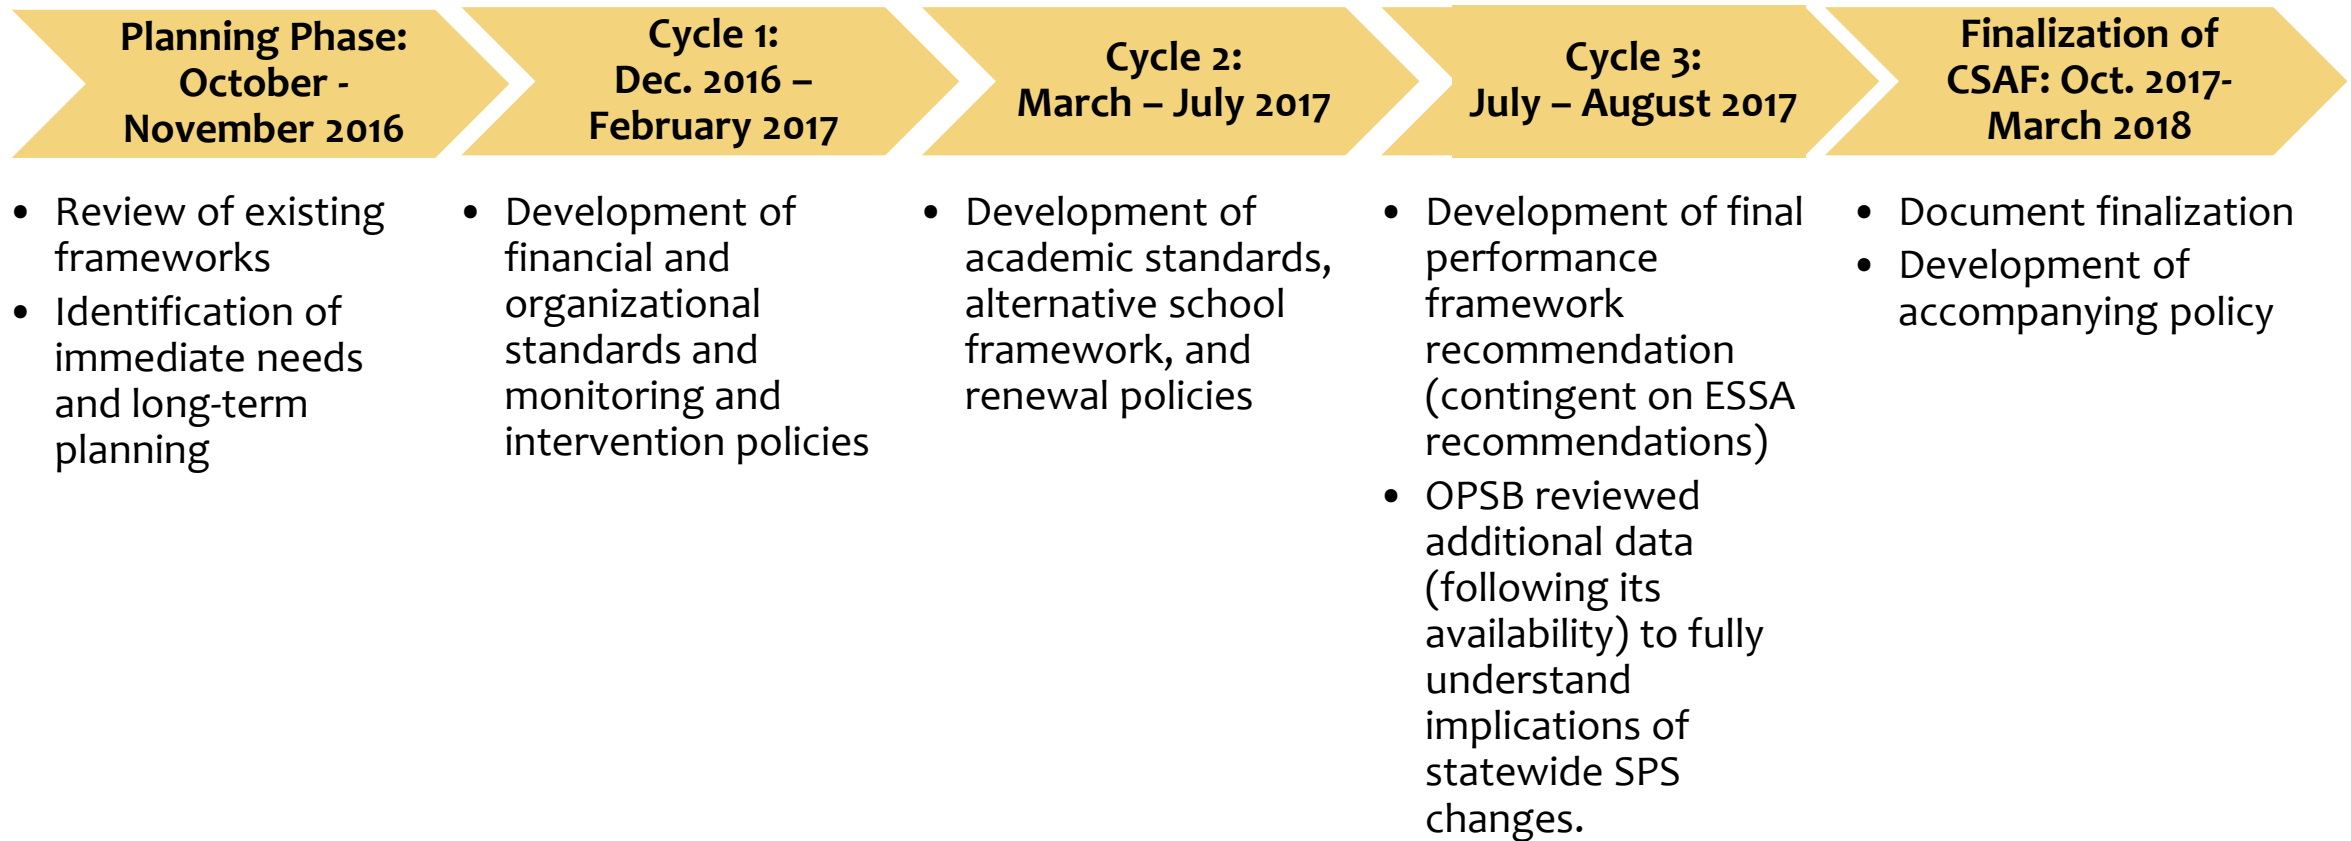 Planning Phase:
October -
November 2016
Cycle 1:
Dec. 2016 –
February 2017
Cycle 2:
March – July 2017
Cycle 3:
July – August 2017
Finalization of
CSAF: Oct. 2017-
March 2018
• Review of existing
frameworks
• Identification of
immediate needs
and long-term
planning
• Development of
financial and
organizational
standards and
monitoring and
intervention policies
• Development of
academic standards,
alternative school
framework, and
renewal policies
• Development of final
performance
framework
recommendation
(contingent on ESSA
recommendations)
• OPSB reviewed
additional data
(following its
availability) to fully
understand
implications of
statewide SPS
changes.
• Document finalization
• Development of
accompanying policy